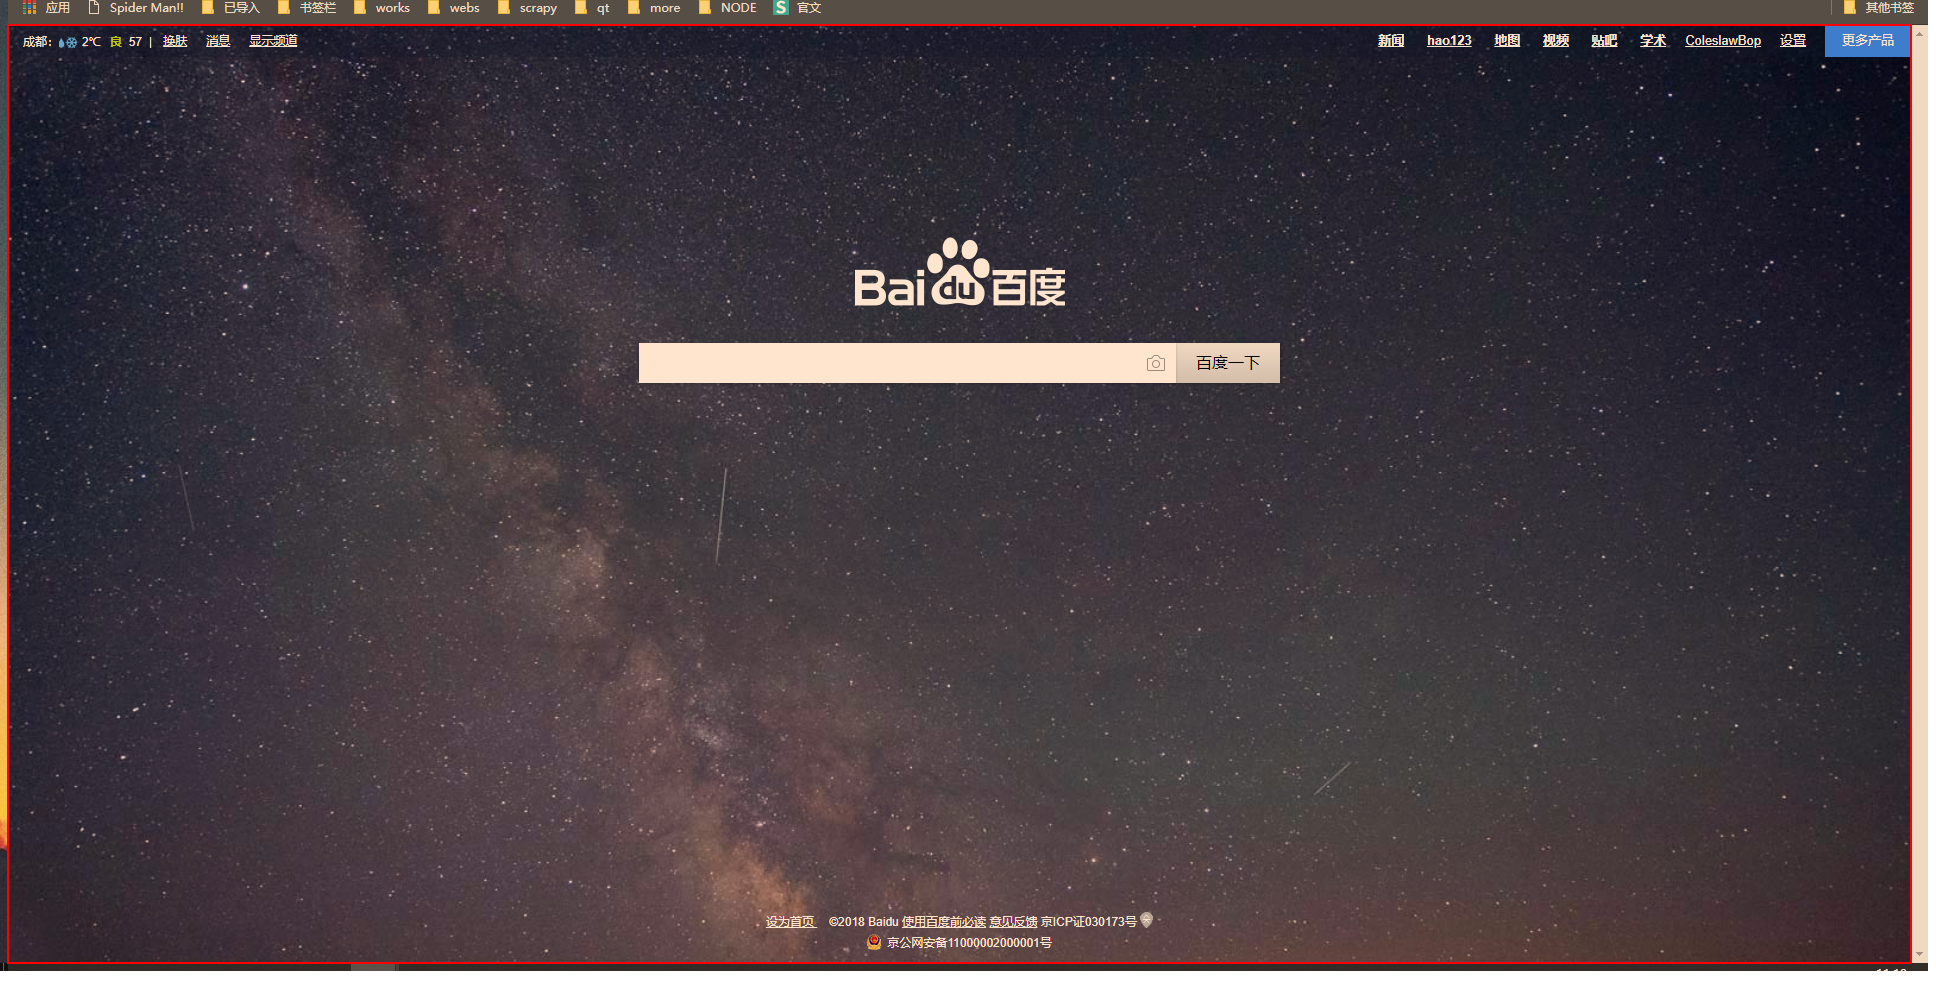 应用 Spider Man!! 已导入 书签栏 works webs scrapy qt more NODE S 官文 其他书签
成都: 2℃ 良 57 | 换肤 消息 显示频道 新闻 hao123 地图 视频 贴吧 学术 ColeslawBop 设置 更多产品
Baidu百度
百度一下
设为首页 ©2018 Baidu 使用百度前必读 意见反馈 京ICP证030173号
京公网安备11000002000001号